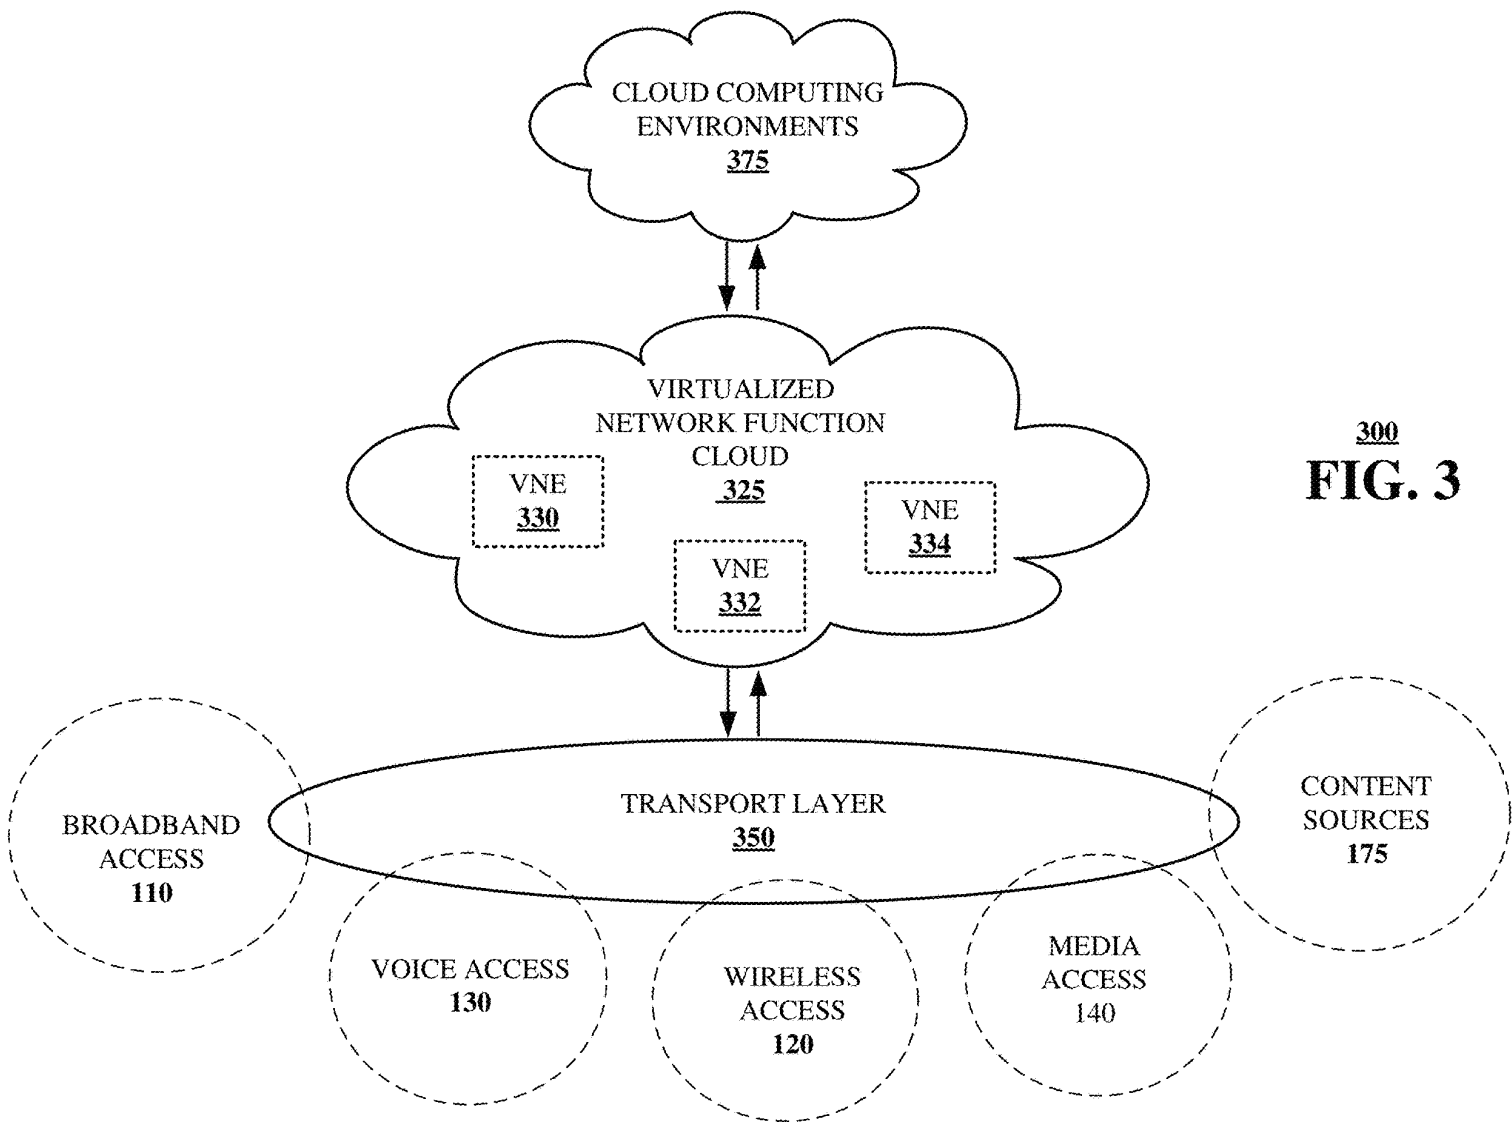 CLOUD COMPUTING
ENVIRONMENTS
375
VIRTUALIZED
NETWORK FUNCTION
CLOUD
325
VNE
330
VNE
332
VNE
334
300
FIG. 3
TRANSPORT LAYER
350
BROADBAND
ACCESS
110
VOICE ACCESS
130
WIRELESS
ACCESS
120
MEDIA
ACCESS
140
CONTENT
SOURCES
175